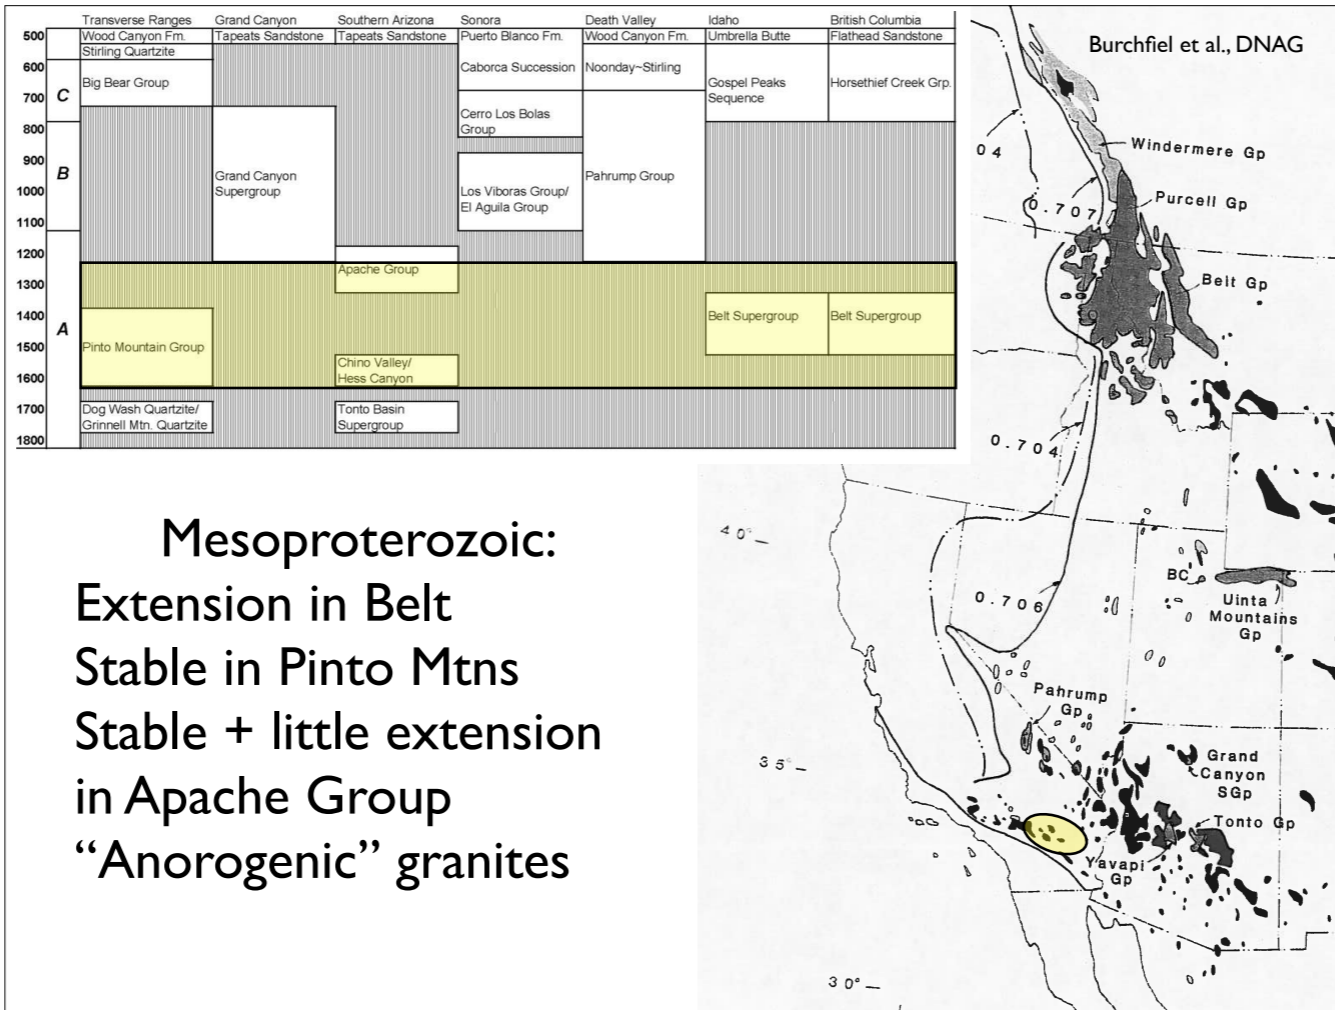 Transverse Ranges Grand Canyon Southern Arizona Sonora Death Valley Idaho British Columbia
500 Wood Canyon Fm. Tapeats Sandstone Tapeats Sandstone Puerto Blanco Fm. Wood Canyon Fm. Umbrella Butte Flathead Sandstone
Stirling Quartzite
600 Caborca Succession Noonday~Stirling
Big Bear Group Gospel Peaks Horsethief Creek Grp.
700 C Sequence
Cerro Los Bolas
800 Group
900
B Grand Canyon Pahrump Group
1000 Supergroup Los Viboras Group/
El Aguila Group
1100
1200
Apache Group
1300
1400 A Belt Supergroup Belt Supergroup
1500 Pinto Mountain Group
Chino Valley/
1600 Hess Canyon
1700 Dog Wash Quartzite/ Tonto Basin
Grinnell Mtn. Quartzite Supergroup
1800
Burchfiel et al., DNAG
04
Windermere Gp
0.707
Purcell Gp
Belt Gp
0.704
40°
0.706
BC
Uinta
Mountains
Gp
Pahrump
Gp
35°
Grand
Canyon
SGp
Tonto Gp
Yavapi
Gp
30°
Mesoproterozoic:
Extension in Belt
Stable in Pinto Mtns
Stable + little extension
in Apache Group
“Anorogenic” granites